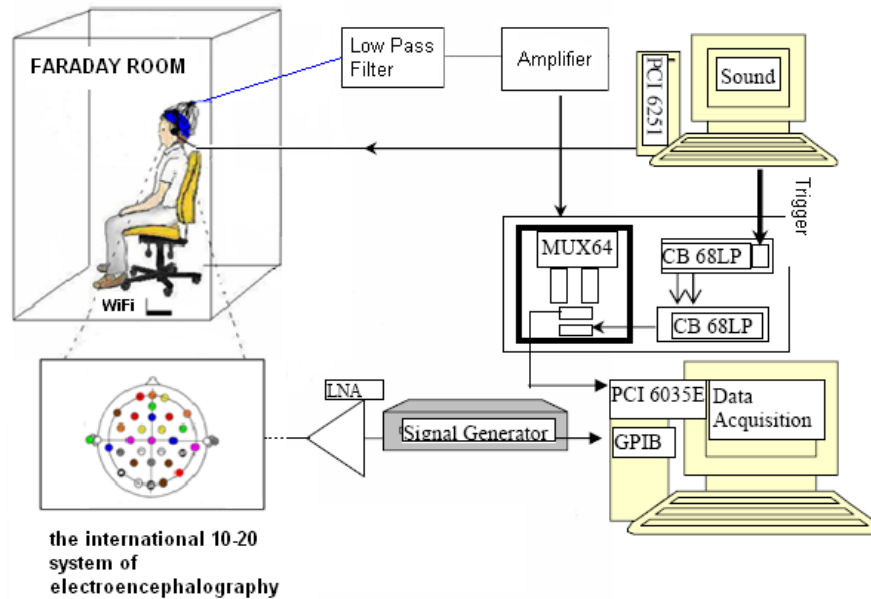 FARADAY ROOM
Low Pass
Filter
Amplifier
PCI 6251
Sound
Trigger
MUX64
CB 68LP
CB 68LP
WiFi
LNA
Signal Generator
PCI 6035E
GPIB
Data
Acquisition
the international 10-20
system of
electroencephalography